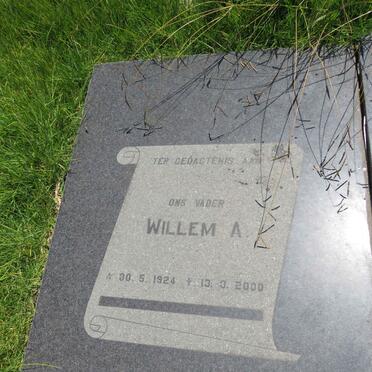 TER GEDAGTENIS AAN
ONS VADER
WILLEM A.
* 30.5.1924 † 13.3.2000